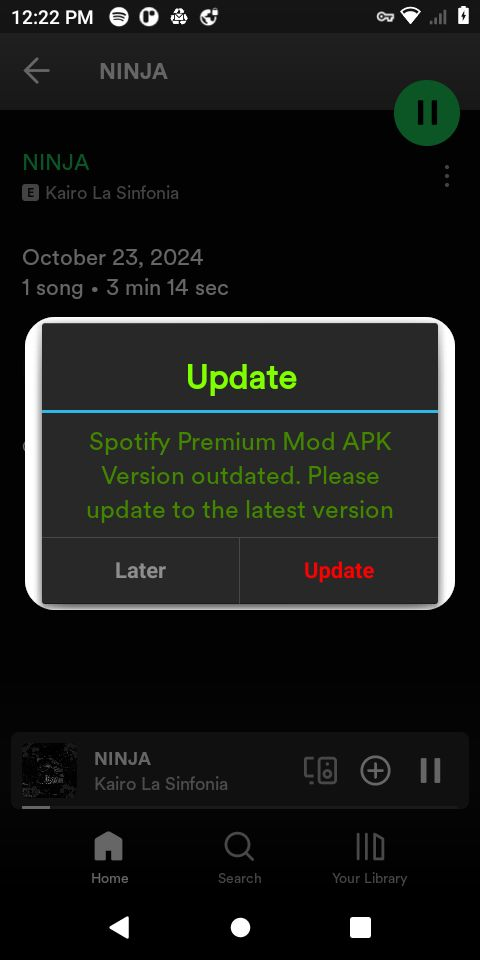 12:22 PM
NINJA
NINJA
E Kairo La Sinfonia
October 23, 2024
1 song • 3 min 14 sec
Update
Spotify Premium Mod APK
Version outdated. Please
update to the latest version
Later
Update
NINJA
Kairo La Sinfonia
Home
Search
Your Library